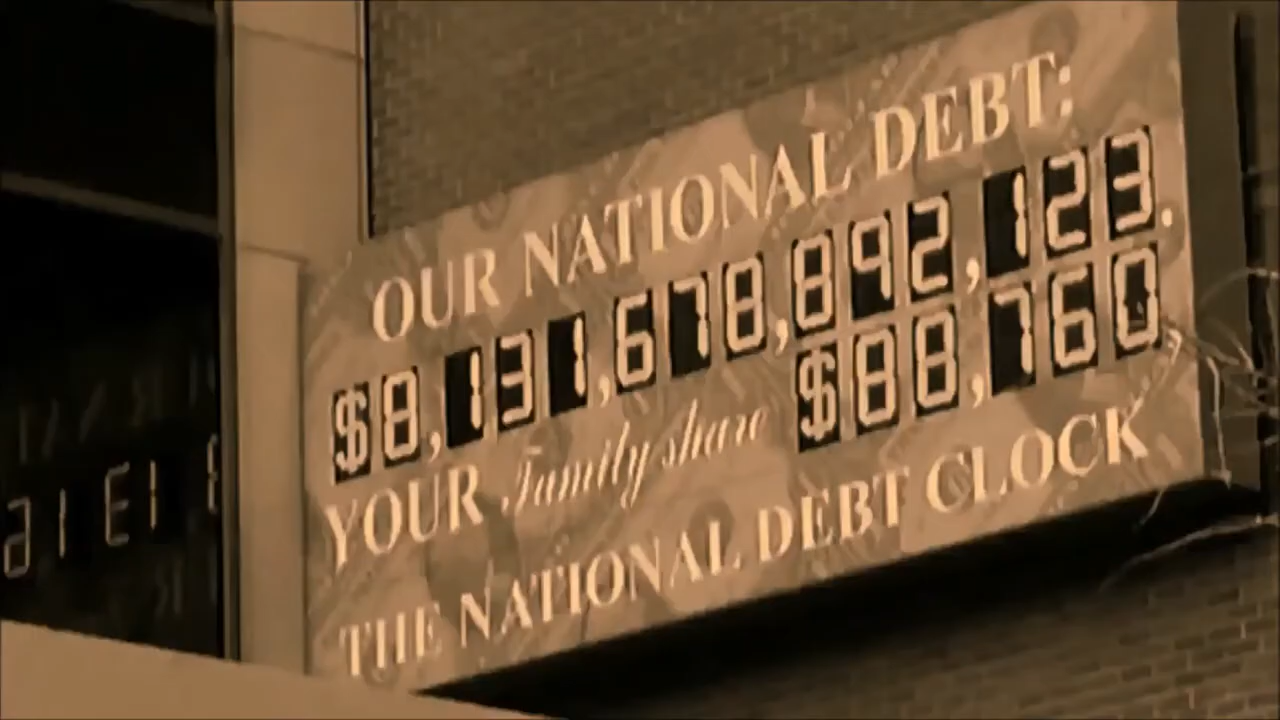 OUR NATIONAL DEBT:
$8,131,678,892,123.
YOUR Family share $88,760,
THE NATIONAL DEBT CLOCK